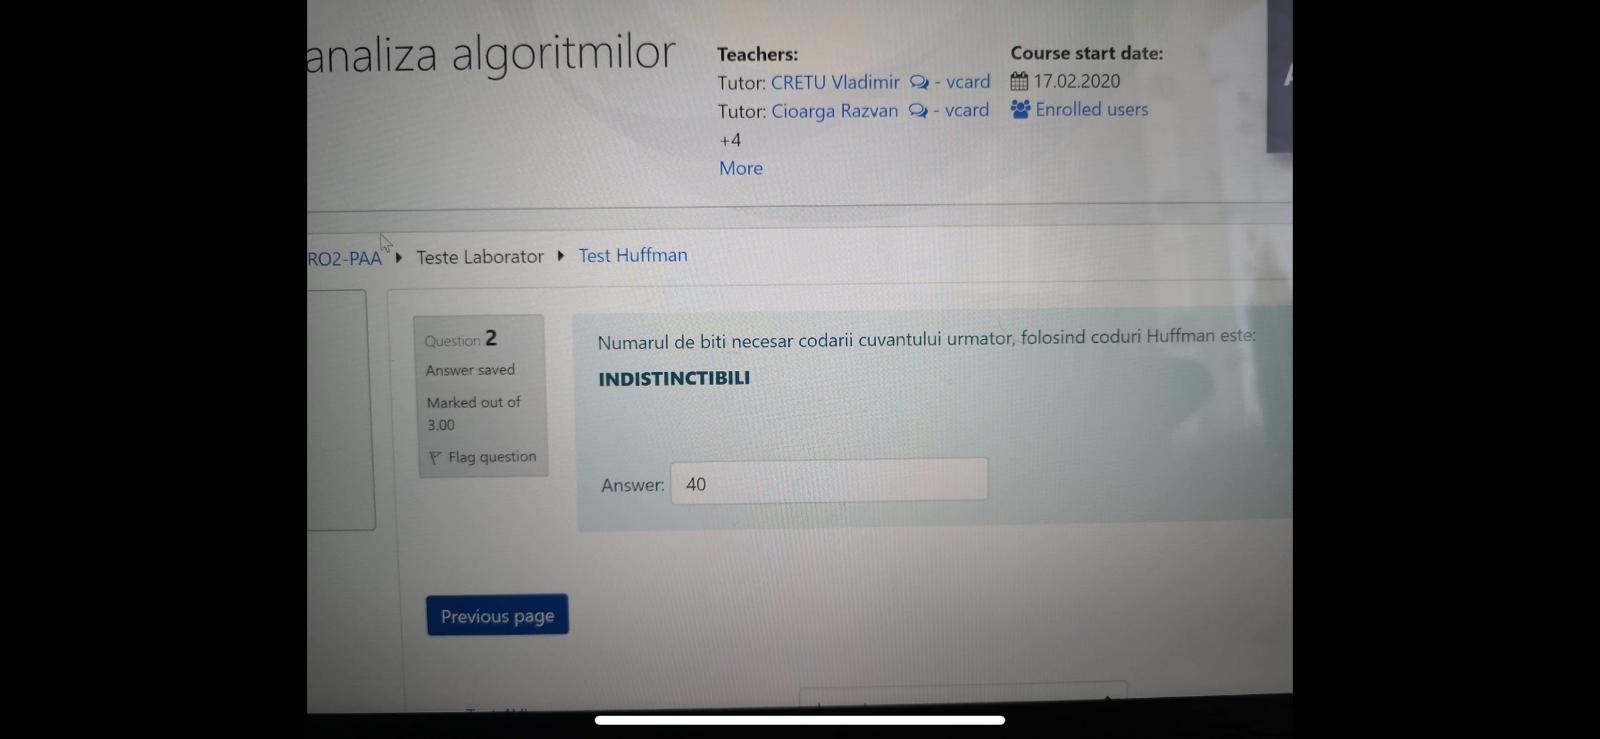 analiza algoritmilor
Teachers:
Tutor: CRETU Vladimir - vcard
Tutor: Cioarga Razvan - vcard
+4
More
Course start date:
17.02.2020
Enrolled users
RO2-PAA Teste Laborator Test Huffman
Question 2
Answer saved
Marked out of
3.00
Flag question
Numarul de biti necesar codarii cuvantului urmator, folosind coduri Huffman este:
INDISTINCTIBILI
Answer: 40
Previous page